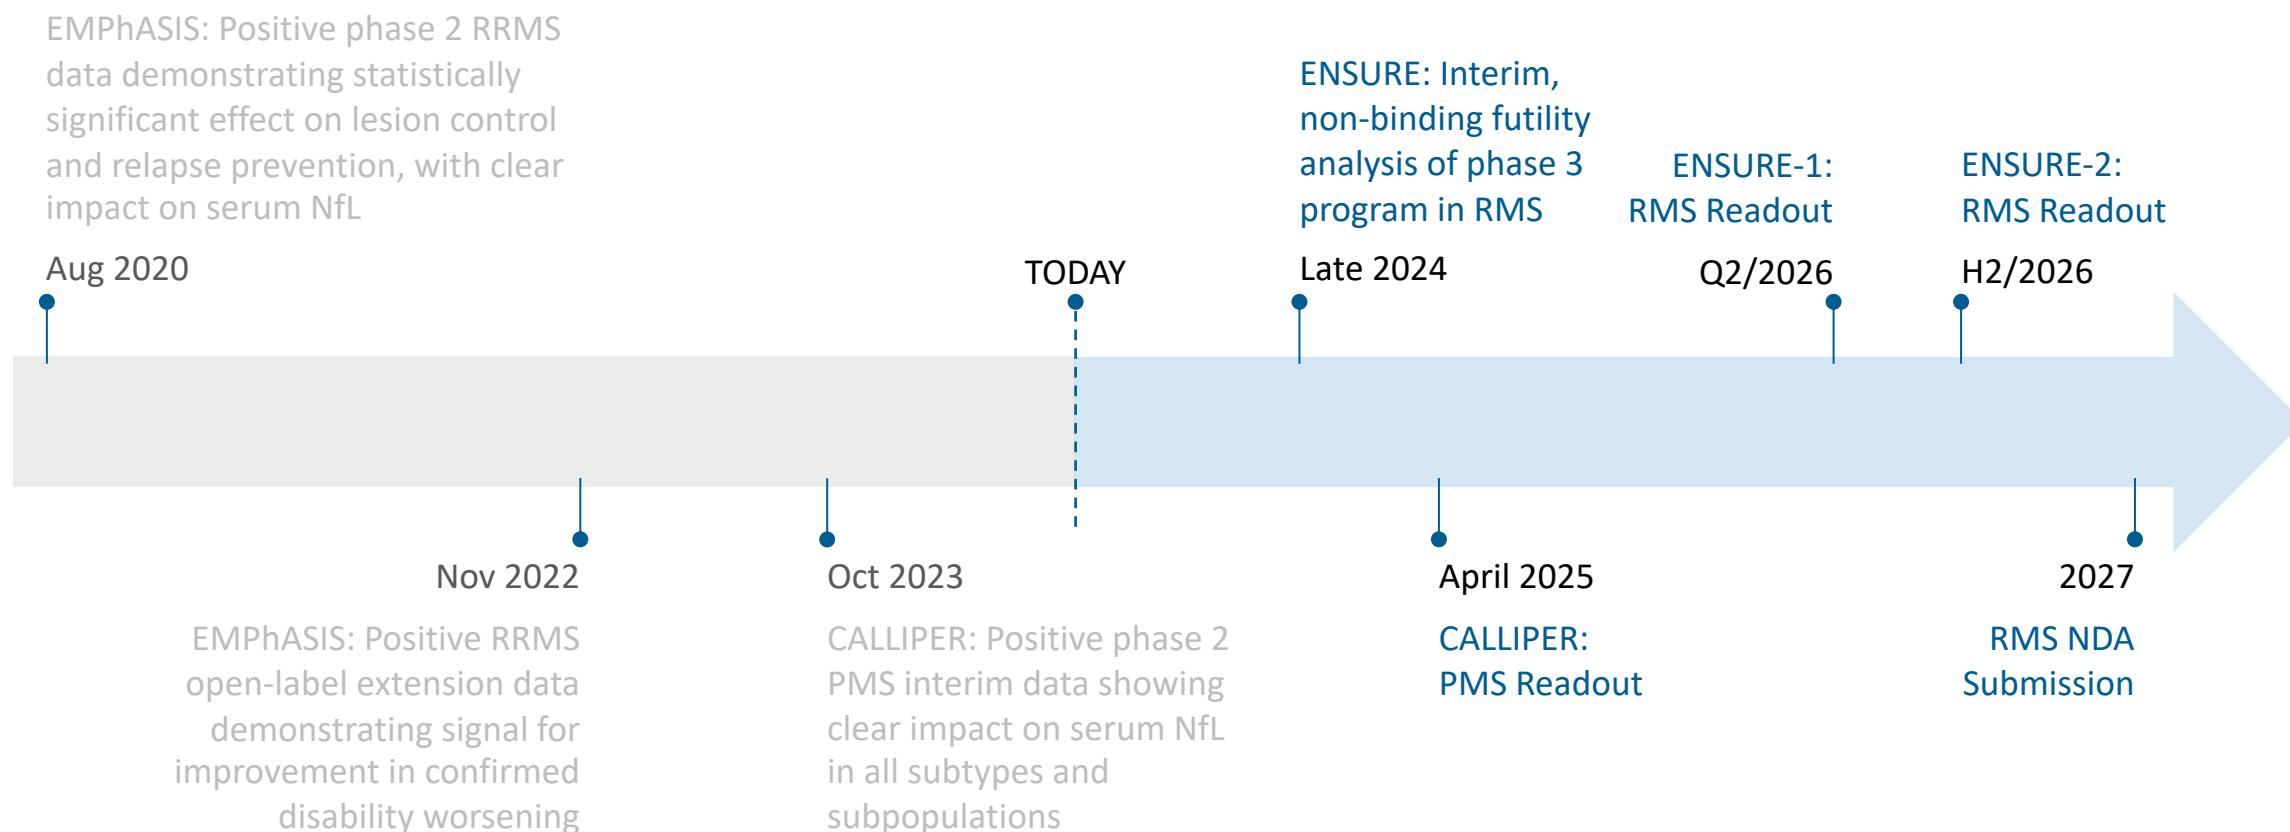 EMPhASIS: Positive phase 2 RRMS
data demonstrating statistically
significant effect on lesion control
and relapse prevention, with clear
impact on serum NfL
Aug 2020
TODAY
ENSURE: Interim,
non-binding futility
analysis of phase 3
program in RMS
Late 2024
ENSURE-1:
RMS Readout
Q2/2026
ENSURE-2:
RMS Readout
H2/2026
Nov 2022
EMPhASIS: Positive RRMS
open-label extension data
demonstrating signal for
improvement in confirmed
disability worsening
Oct 2023
CALLIPER: Positive phase 2
PMS interim data showing
clear impact on serum NfL
in all subtypes and
subpopulations
April 2025
CALLIPER:
PMS Readout
2027
RMS NDA
Submission